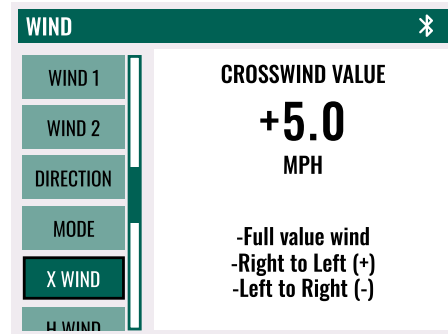 WIND
WIND 1
WIND 2
DIRECTION
MODE
X WIND
H WIND
CROSSWIND VALUE
+5.0
MPH
-Full value wind
-Right to Left (+)
-Left to Right (-)